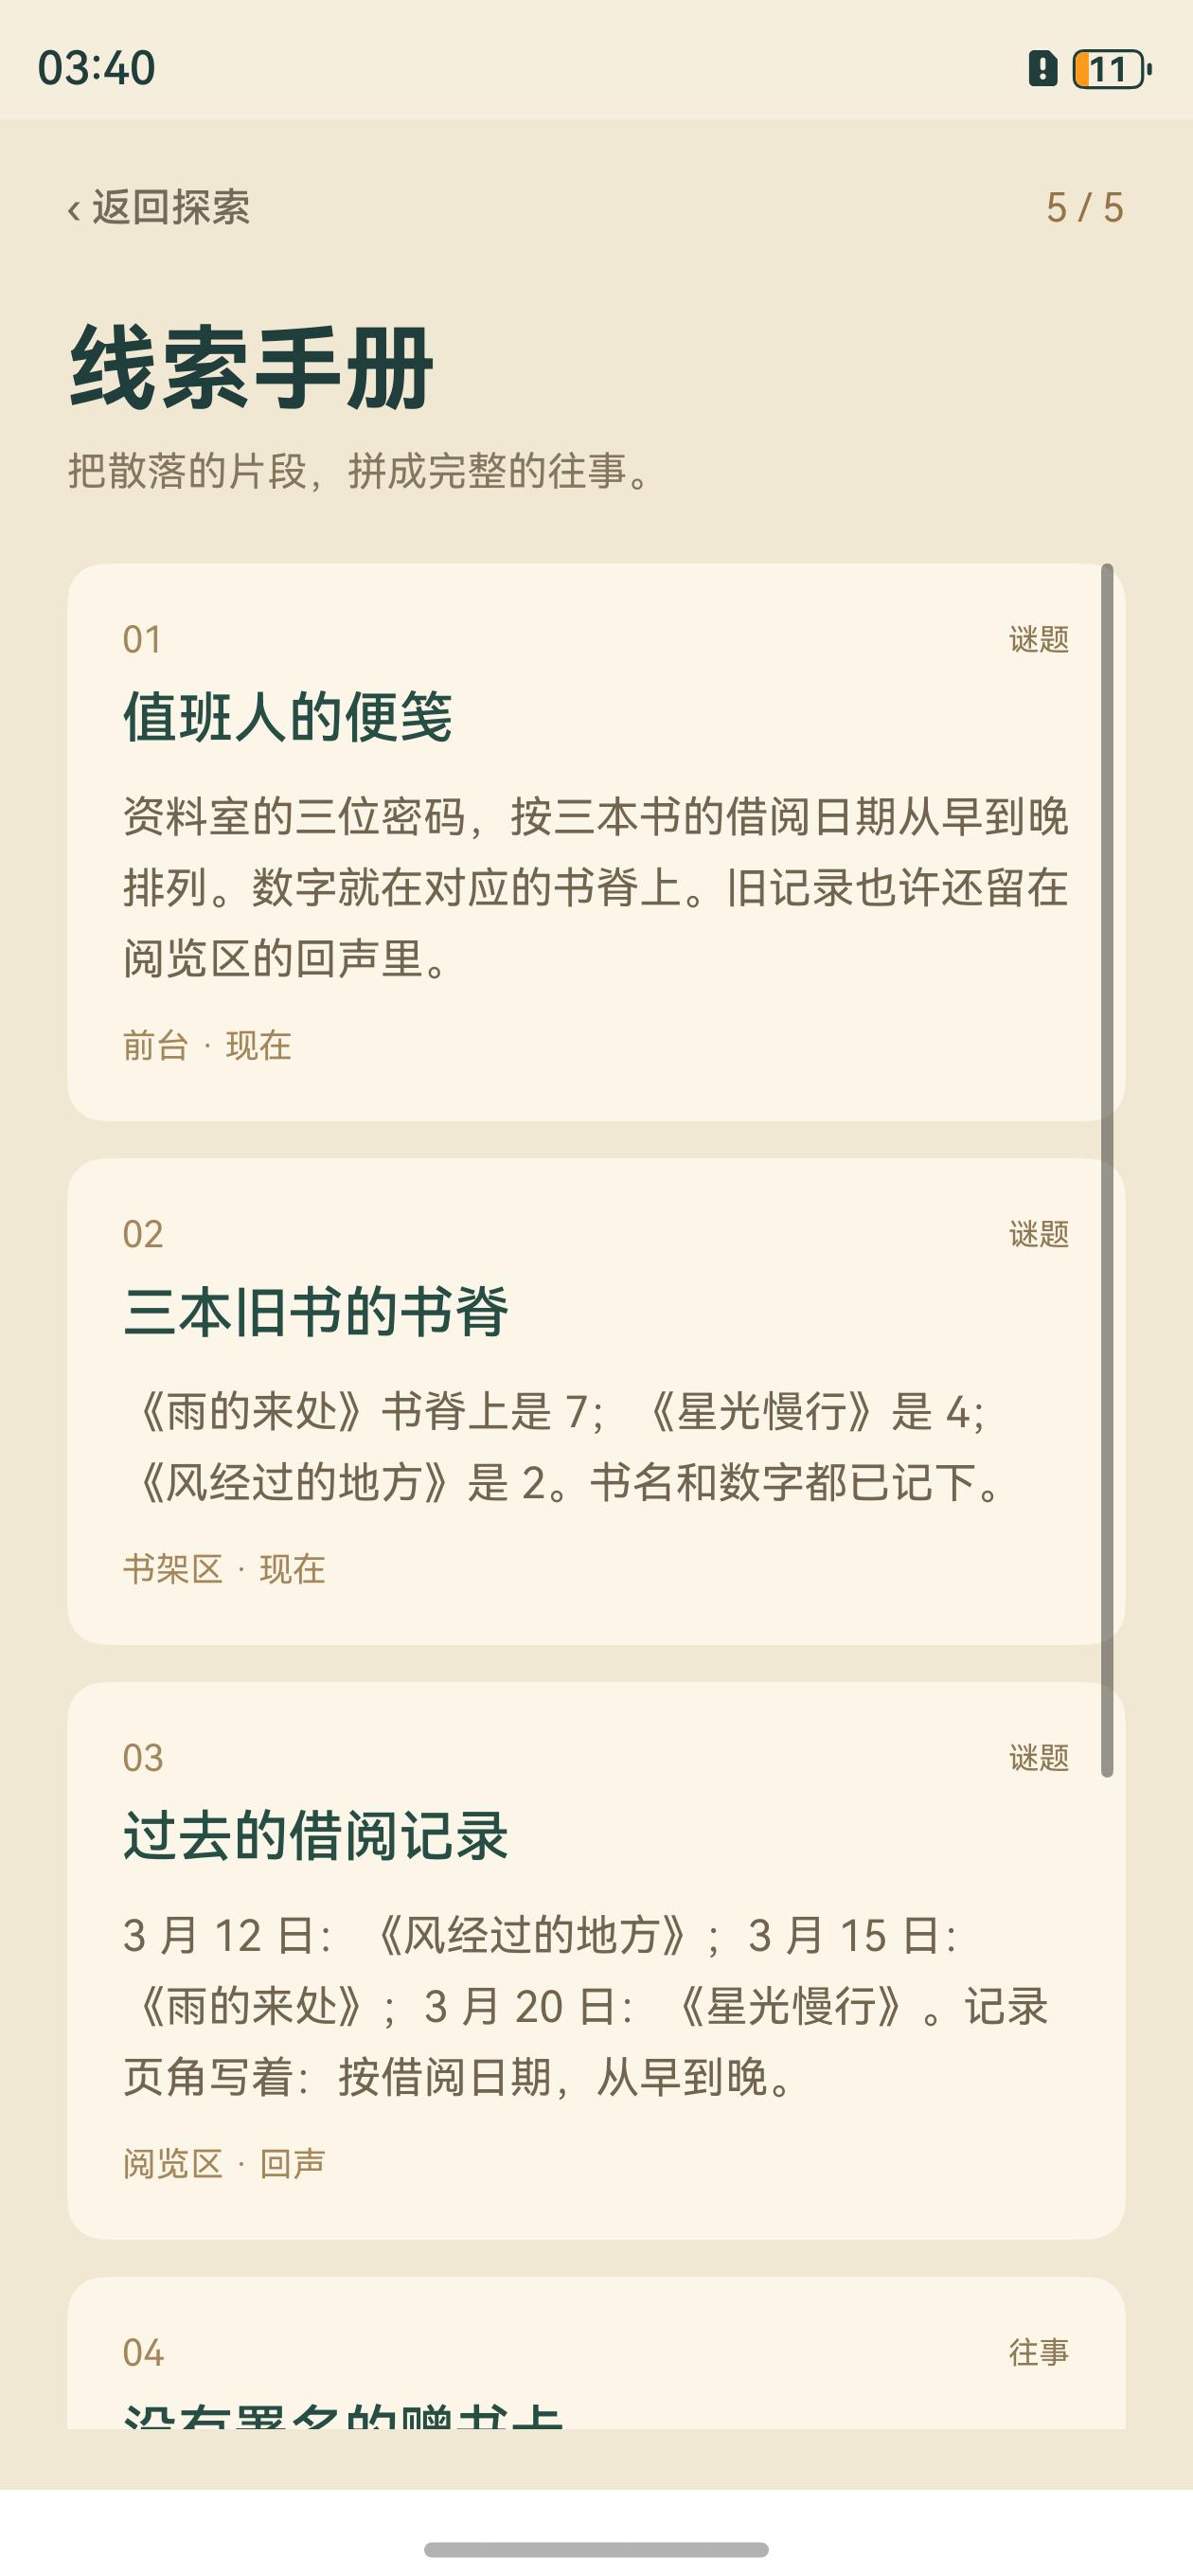 03:40
11
‹ 返回探索
5 / 5
线索手册
把散落的片段，拼成完整的往事。
01
谜题
值班人的便笺
资料室的三位密码，按三本书的借阅日期从早到晚
排列。数字就在对应的书脊上。旧记录也许还留在
阅览区的回声里。
前台 · 现在
02
谜题
三本旧书的书脊
《雨的来处》书脊上是 7；《星光慢行》是 4；
《风经过的地方》是 2。书名和数字都已记下。
书架区 · 现在
03
谜题
过去的借阅记录
3 月 12 日：《风经过的地方》；3 月 15 日：
《雨的来处》；3 月 20 日：《星光慢行》。记录
页角写着：按借阅日期，从早到晚。
阅览区 · 回声
04
往事
没有署名的赠书卡